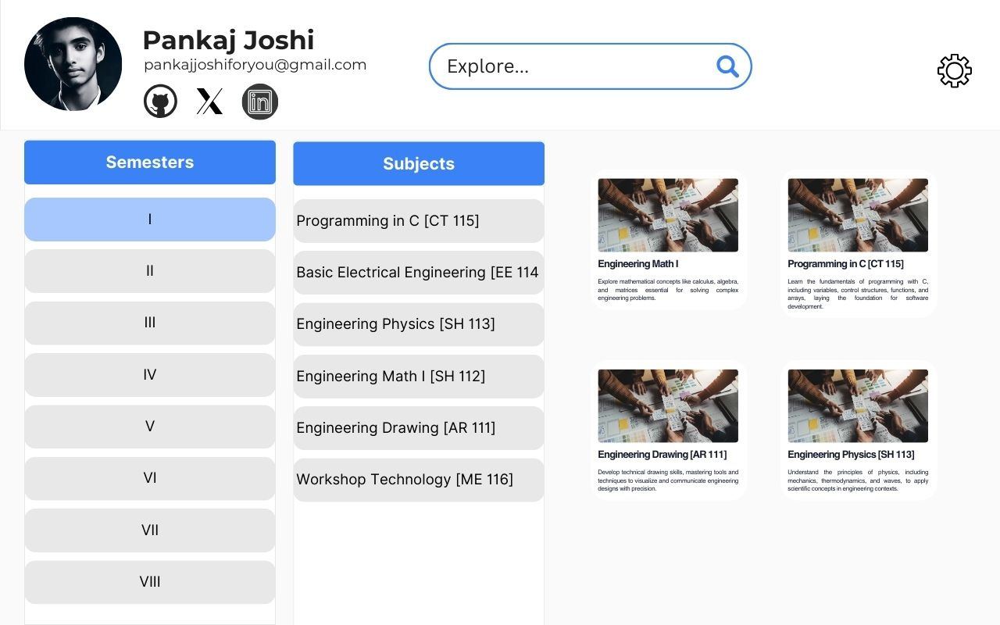 Pankaj Joshi
pankajjoshiforyou@gmail.com
Explore...
Semesters
I
II
III
IV
V
VI
VII
VIII
Subjects
Programming in C [CT 115]
Basic Electrical Engineering [EE 114
Engineering Physics [SH 113]
Engineering Math I [SH 112]
Engineering Drawing [AR 111]
Workshop Technology [ME 116]
Engineering Math I
Explore mathematical concepts like calculus, algebra,
and matrices essential for solving complex
engineering problems.
Programming in C [CT 115]
Learn the fundamentals of programming with C,
including variables, control structures, functions, and
arrays, laying the foundation for software
development.
Engineering Drawing [AR 111]
Develop technical drawing skills, mastering tools and
techniques to visualize and communicate engineering
designs with precision.
Engineering Physics [SH 113]
Understand the principles of physics, including
mechanics, thermodynamics, and waves, to apply
scientific concepts in engineering contexts.